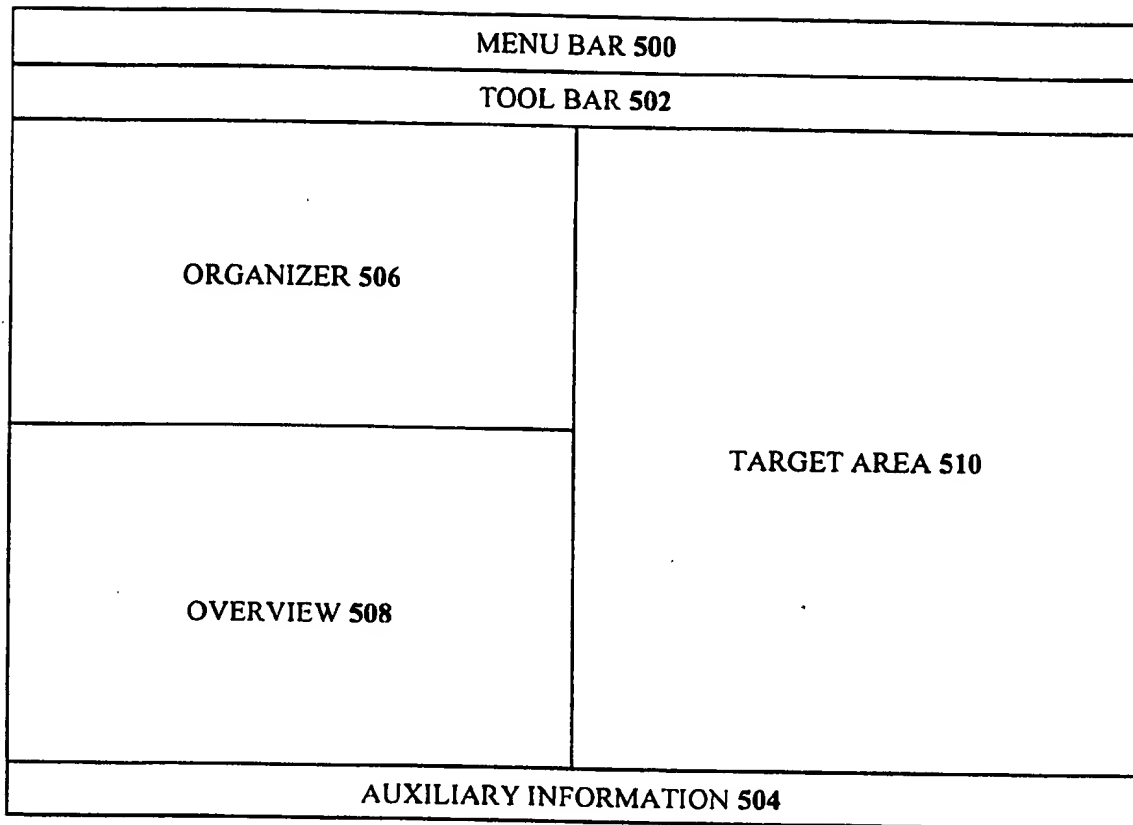 MENU BAR 500
TOOL BAR 502
ORGANIZER 506
TARGET AREA 510
OVERVIEW 508
AUXILIARY INFORMATION 504